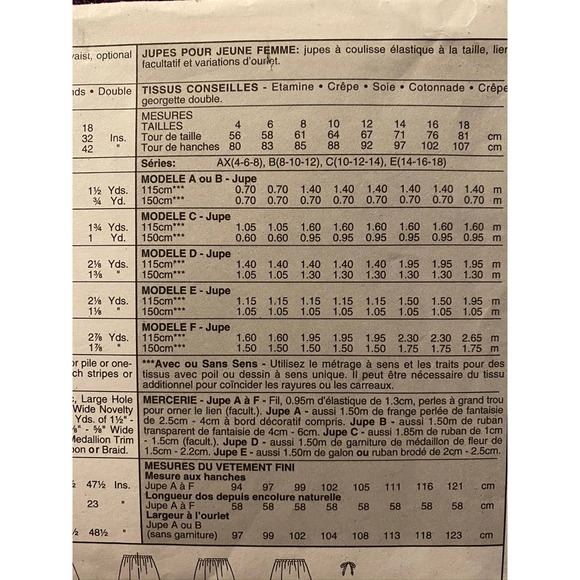 vaist, optional JUPES POUR JEUNE FEMME: jupes à coulisse élastique à la taille, lien
facultatif et variations d'ourlet.
nds • Double TISSUS CONSEILLES - Etamine • Crêpe • Soie • Cotonnade • Crêpe
georgette double.
MESURES
18 TAILLES 4 6 8 10 12 14 16 18
32 Ins. Tour de taille 56 58 61 64 67 71 76 81 cm
42 " Tour de hanches 80 83 85 88 92 97 102 107 cm
Séries: AX(4-6-8), B(8-10-12), C(10-12-14), E(14-16-18)
MODELE A ou B - Jupe
1½ Yds. 115cm*** 0.70 0.70 1.40 1.40 1.40 1.40 1.40 1.40 m
¾ Yd. 150cm*** 0.70 0.70 0.70 0.70 0.70 0.70 0.70 0.70 m
MODELE C - Jupe
1¾ Yds. 115cm*** 1.05 1.05 1.60 1.60 1.60 1.60 1.60 1.60 m
1 Yd. 150cm*** 0.60 0.60 0.95 0.95 0.95 0.95 0.95 0.95 m
MODELE D - Jupe
2⅛ Yds. 115cm*** 1.40 1.40 1.40 1.40 1.40 1.95 1.95 1.95 m
1⅜ " 150cm*** 1.05 1.05 1.30 1.30 1.30 1.30 1.30 1.30 m
MODELE E - Jupe
2⅛ Yds. 115cm*** 1.15 1.15 1.15 1.15 1.15 1.50 1.50 1.95 m
1⅛ " 150cm*** 1.05 1.05 1.05 1.05 1.05 1.05 1.05 1.05 m
MODELE F - Jupe
2⅞ Yds. 115cm*** 1.60 1.60 1.95 1.95 1.95 2.30 2.30 2.65 m
1⅞ " 150cm*** 1.05 1.05 1.50 1.50 1.50 1.75 1.75 1.75 m
or pile or one- ***Avec ou Sans Sens - Utilisez le métrage à sens et les traits pour des
ch stripes or tissus avec poil ou dessin à sens unique. Il peut être nécessaire du tissu
additionnel pour coïncider les rayures ou les carreaux.
Large Hole MERCERIE - Jupe A à F - Fil, 0.95m d'élastique de 1.3cm, perles à grand trou
Wide Novelty pour orner le lien (facult.). Jupe A - aussi 1.50m de frange perlée de fantaisie
Yds. of 1½" - de 2.5cm - 4cm à bord décoratif compris. Jupe B - aussi 1.50m de ruban
" - ⅝" Wide transparent de fantaisie de 4cm - 6cm. Jupe C - aussi 1.85m de ruban de 1cm
Medallion Trim - 1.5cm (facult.). Jupe D - aussi 1.50m de garniture de médaillon de fleur de
bon or Braid. 1.5cm - 2.2cm. Jupe E - aussi 1.50m de galon ou ruban brodé de 2cm - 2.5cm.
MESURES DU VETEMENT FINI
Mesure aux hanches
½ 47½ Ins. Jupe A à F 94 97 99 102 105 111 116 121 cm
Longueur dos depuis encolure naturelle
23 " Jupe A à F 58 58 58 58 58 58 58 58 cm
Largeur à l'ourlet
Jupe A ou B
½ 48½ " (sans garniture) 97 99 102 104 108 113 118 123 cm